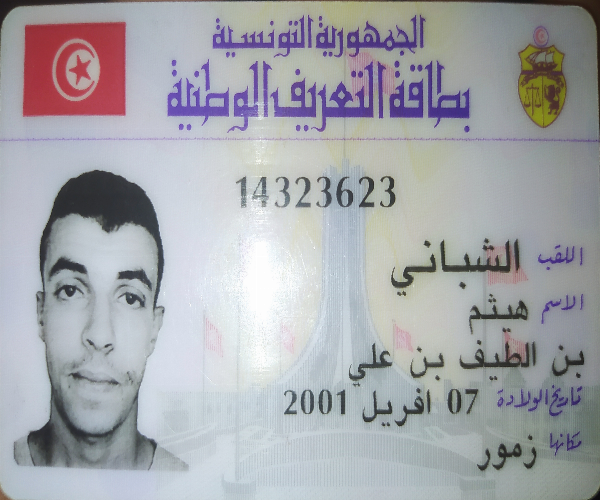 الجمهورية التونسية
بطاقة التعريف الوطنية
14323623
اللقب الشباني
الاسم هيثم
بن الطيف بن علي
تاريخ الولادة 07 افريل 2001
مكانها زمور